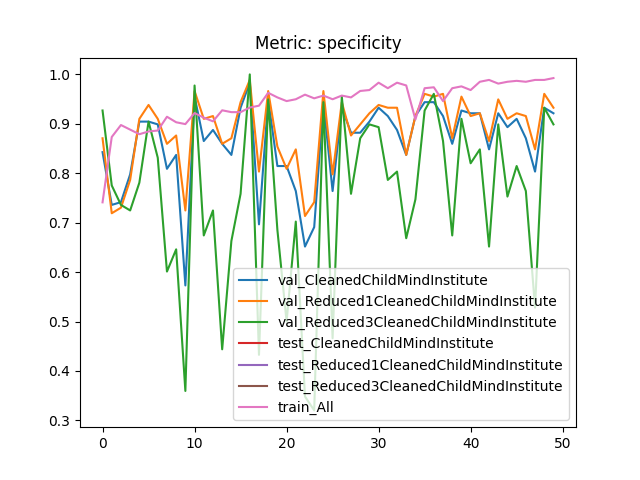 Metric: specificity
1.0
0.9
0.8
0.7
0.6
0.5
0.4
0.3
0
10
20
30
40
50
val_CleanedChildMindInstitute
val_Reduced1CleanedChildMindInstitute
val_Reduced3CleanedChildMindInstitute
test_CleanedChildMindInstitute
test_Reduced1CleanedChildMindInstitute
test_Reduced3CleanedChildMindInstitute
train_All